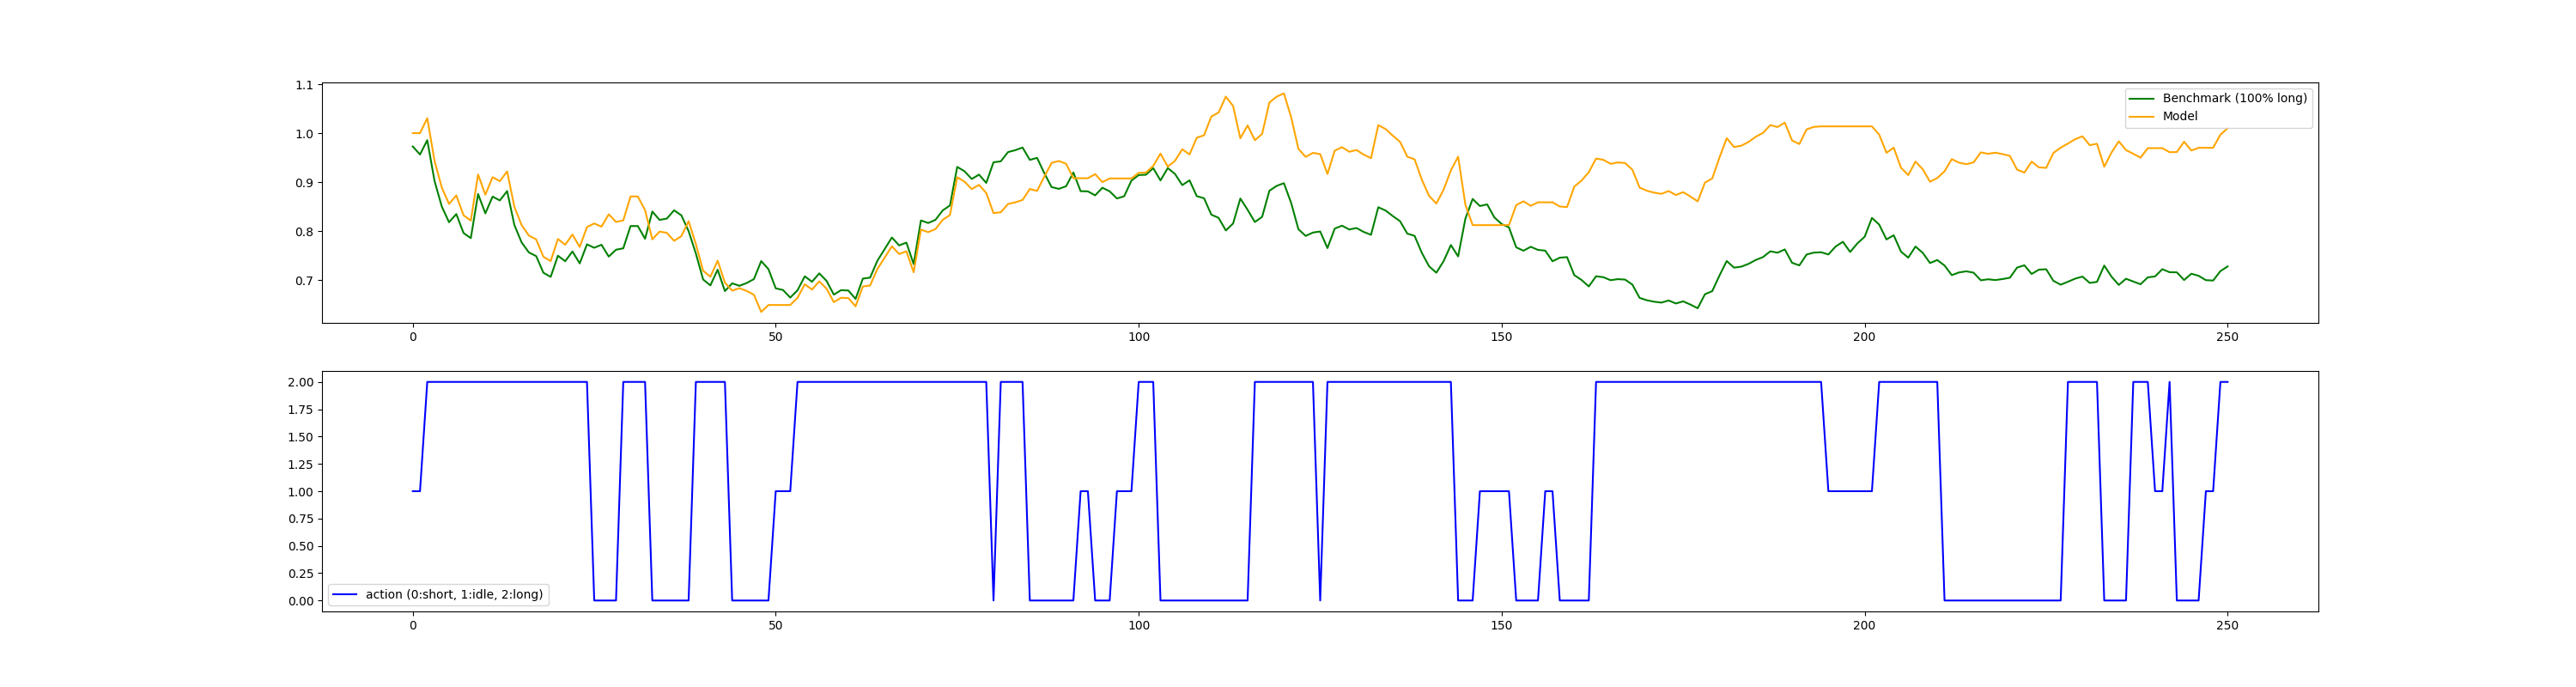 1.1
1.0
0.9
0.8
0.7
Benchmark (100% long)
Model
0 50 100 150 200 250
2.00
1.75
1.50
1.25
1.00
0.75
0.50
0.25
0.00
action (0:short, 1:idle, 2:long)
0 50 100 150 200 250